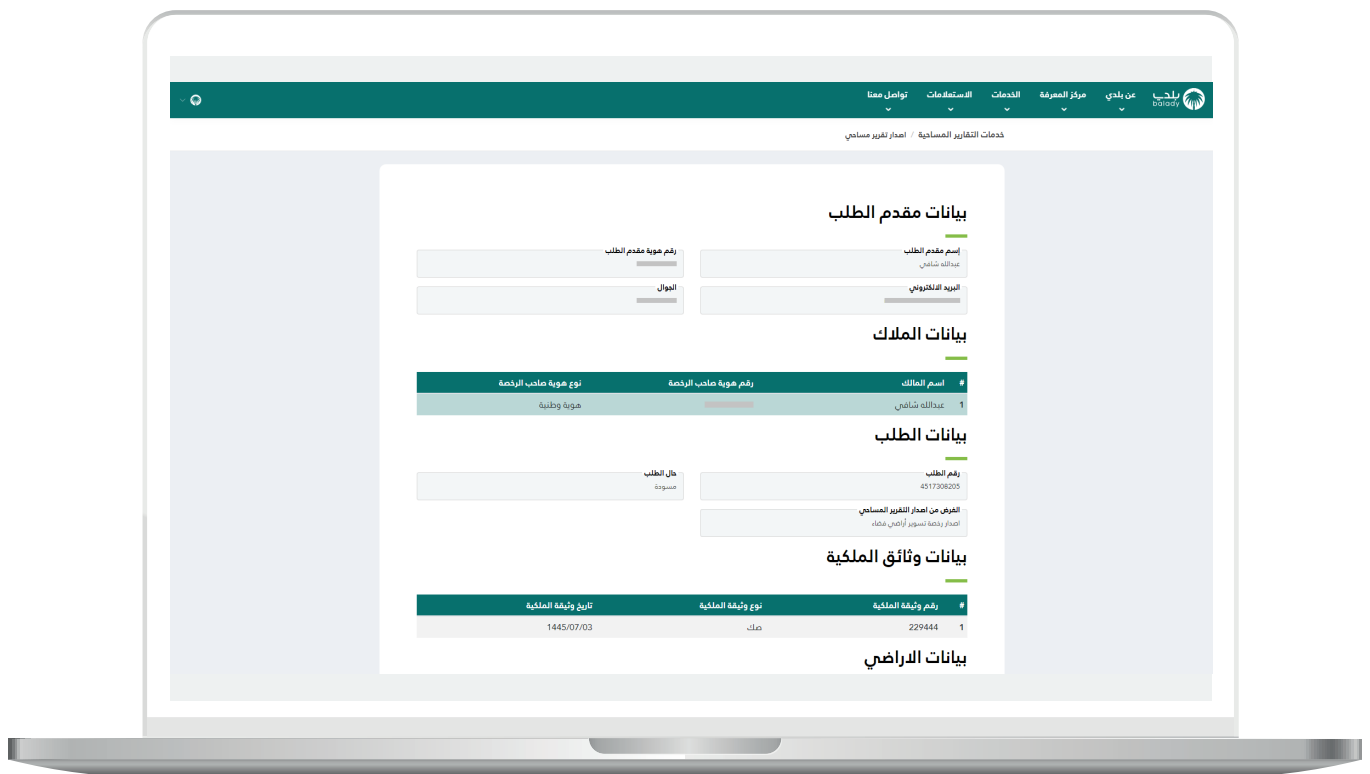 بلدي
balady
عن بلدي
مركز المعرفة
الخدمات
الاستعلامات
تواصل معنا
خدمات التقارير المساحية / اصدار تقرير مساحي
بيانات مقدم الطلب
إسم مقدم الطلب
عبدالله شافي
رقم هوية مقدم الطلب
البريد الالكتروني
الجوال
بيانات الملاك
# اسم المالك رقم هوية صاحب الرخصة نوع هوية صاحب الرخصة
1 عبدالله شافي هوية وطنية
بيانات الطلب
رقم الطلب
4517308205
حال الطلب
مسودة
الغرض من اصدار التقرير المساحي
اصدار رخصة تسوير أراضي فضاء
بيانات وثائق الملكية
# رقم وثيقة الملكية نوع وثيقة الملكية تاريخ وثيقة الملكية
1 229444 صك 1445/07/03
بيانات الاراضي